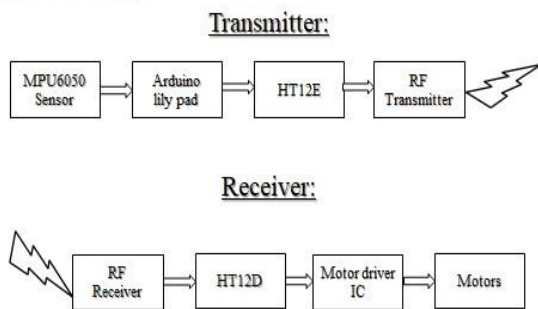 Transmitter:
MPU6050
Sensor
Arduino
lily pad
HT12E
RF
Transmitter
Receiver:
RF
Receiver
HT12D
Motor driver
IC
Motors